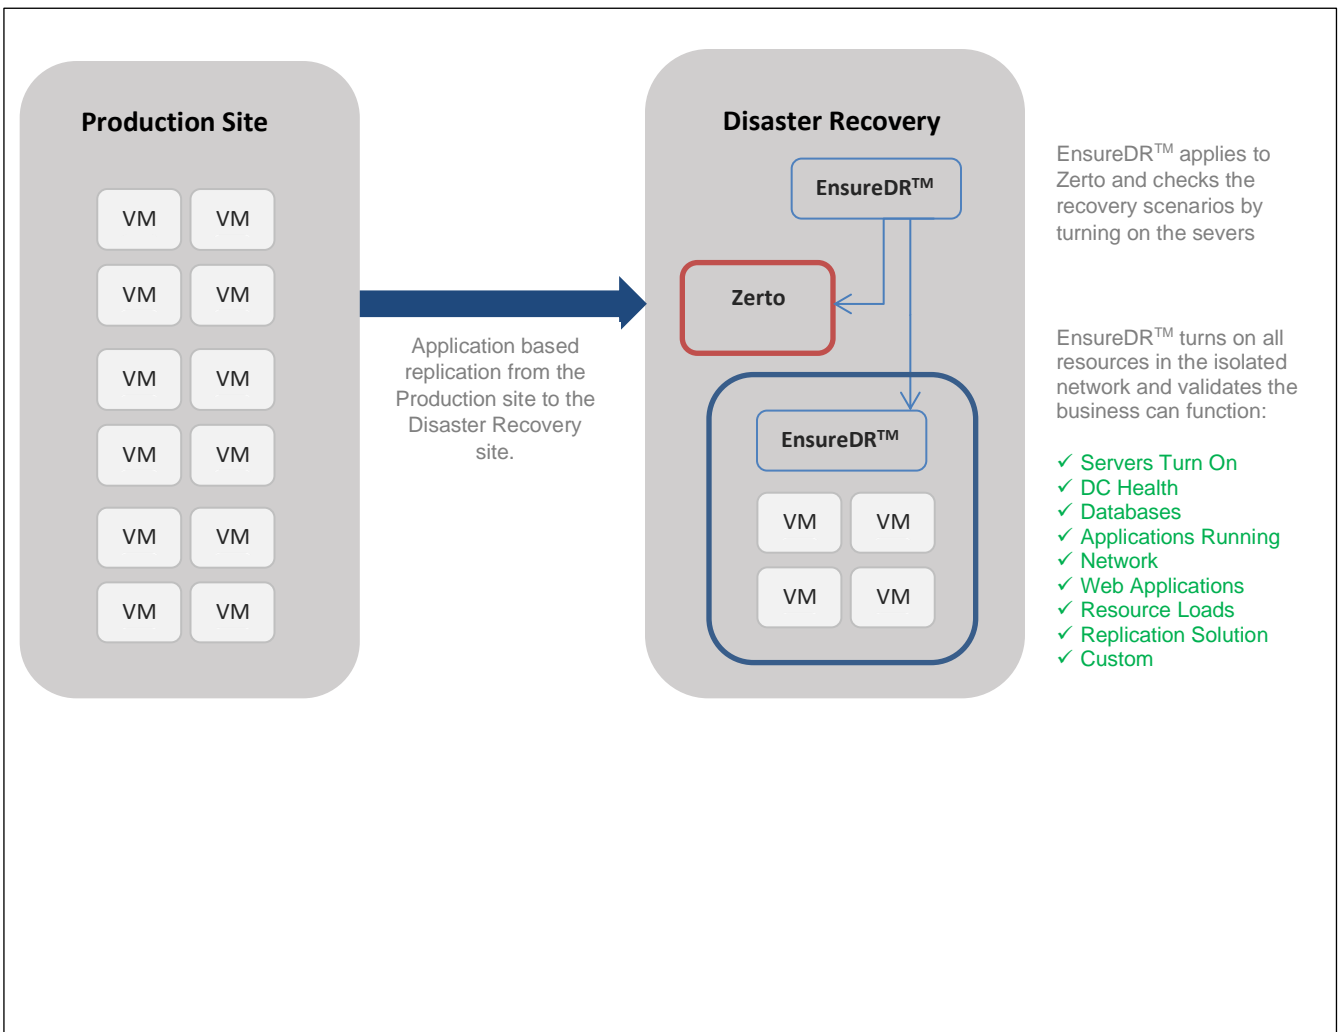 Production Site
VM VM
VM VM
VM VM
VM VM
VM VM
VM VM
Application based
replication from the
Production site to the
Disaster Recovery
site.
Disaster Recovery
EnsureDR™
Zerto
EnsureDR™
VM VM
VM VM
EnsureDR™ applies to
Zerto and checks the
recovery scenarios by
turning on the severs
EnsureDR™ turns on all
resources in the isolated
network and validates the
business can function:
✓ Servers Turn On
✓ DC Health
✓ Databases
✓ Applications Running
✓ Network
✓ Web Applications
✓ Resource Loads
✓ Replication Solution
✓ Custom